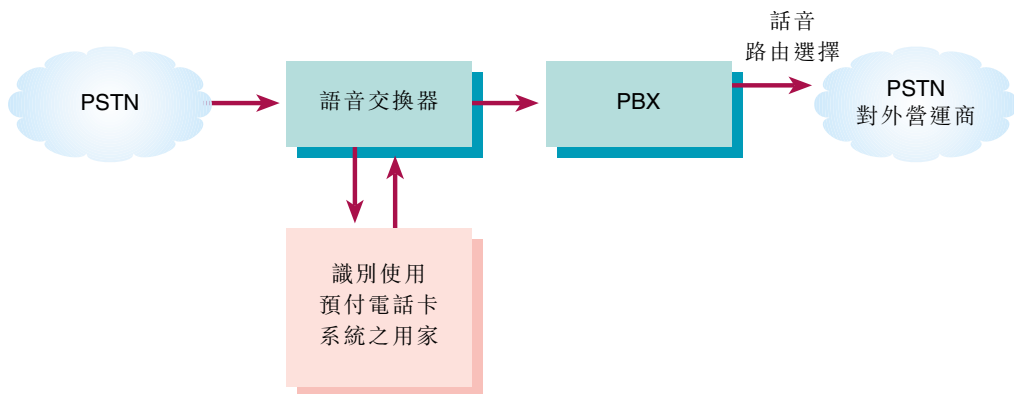 PSTN
語音交換器
PBX
話音
路由選擇
PSTN
對外營運商
識別使用
預付電話卡
系統之用家